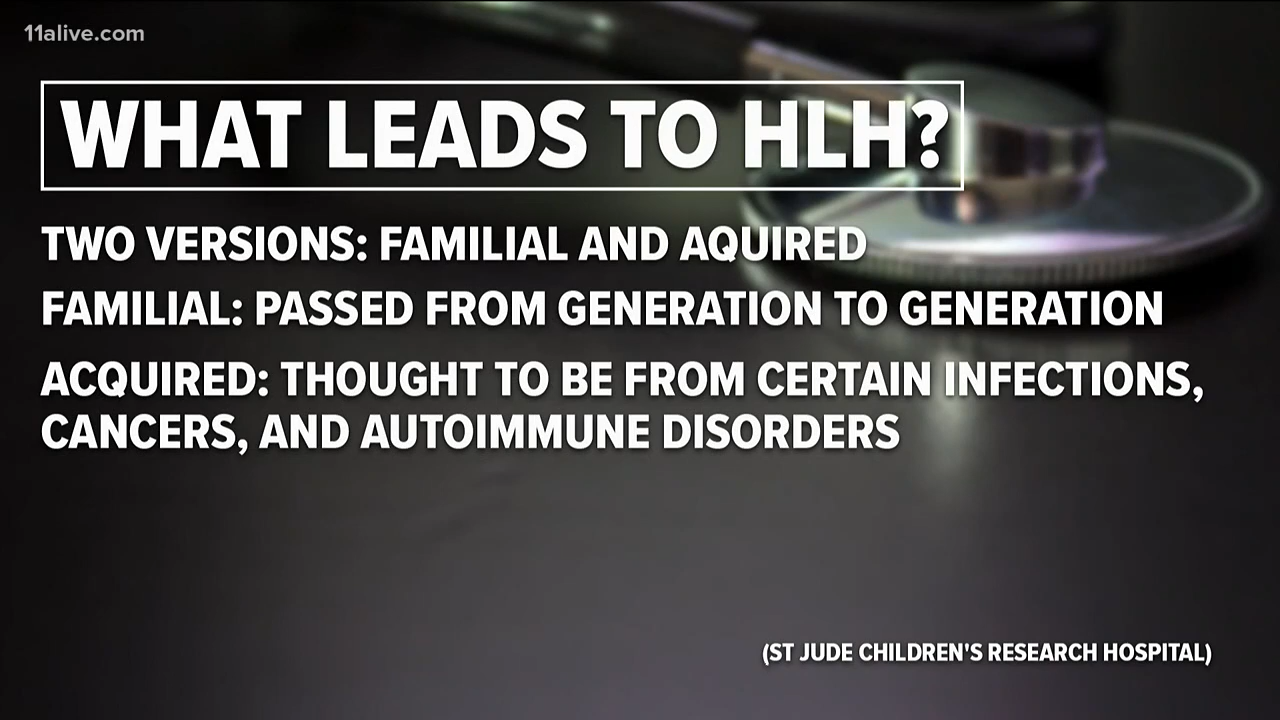 11alive.com
WHAT LEADS TO HLH?
TWO VERSIONS: FAMILIAL AND AQUIRED
FAMILIAL: PASSED FROM GENERATION TO GENERATION
ACQUIRED: THOUGHT TO BE FROM CERTAIN INFECTIONS,
CANCERS, AND AUTOIMMUNE DISORDERS
(ST JUDE CHILDREN'S RESEARCH HOSPITAL)